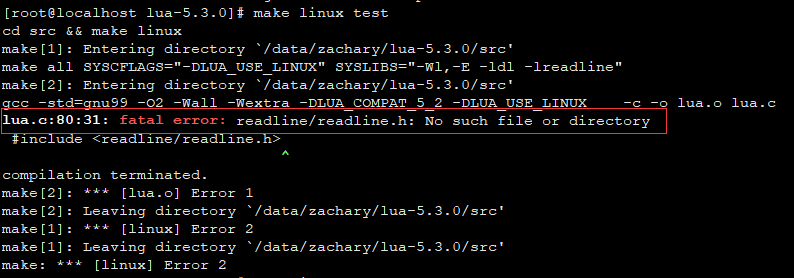 [root@localhost lua-5.3.0]# make linux test
cd src && make linux
make[1]: Entering directory `/data/zachary/lua-5.3.0/src'
make all SYSCFLAGS="-DLUA_USE_LINUX" SYSLIBS="-Wl,-E -ldl -lreadline"
make[2]: Entering directory `/data/zachary/lua-5.3.0/src'
gcc -std=gnu99 -O2 -Wall -Wextra -DLUA_COMPAT_5_2 -DLUA_USE_LINUX    -c -o lua.o lua.c
lua.c:80:31: fatal error: readline/readline.h: No such file or directory
 #include <readline/readline.h>
                               ^
compilation terminated.
make[2]: *** [lua.o] Error 1
make[2]: Leaving directory `/data/zachary/lua-5.3.0/src'
make[1]: *** [linux] Error 2
make[1]: Leaving directory `/data/zachary/lua-5.3.0/src'
make: *** [linux] Error 2